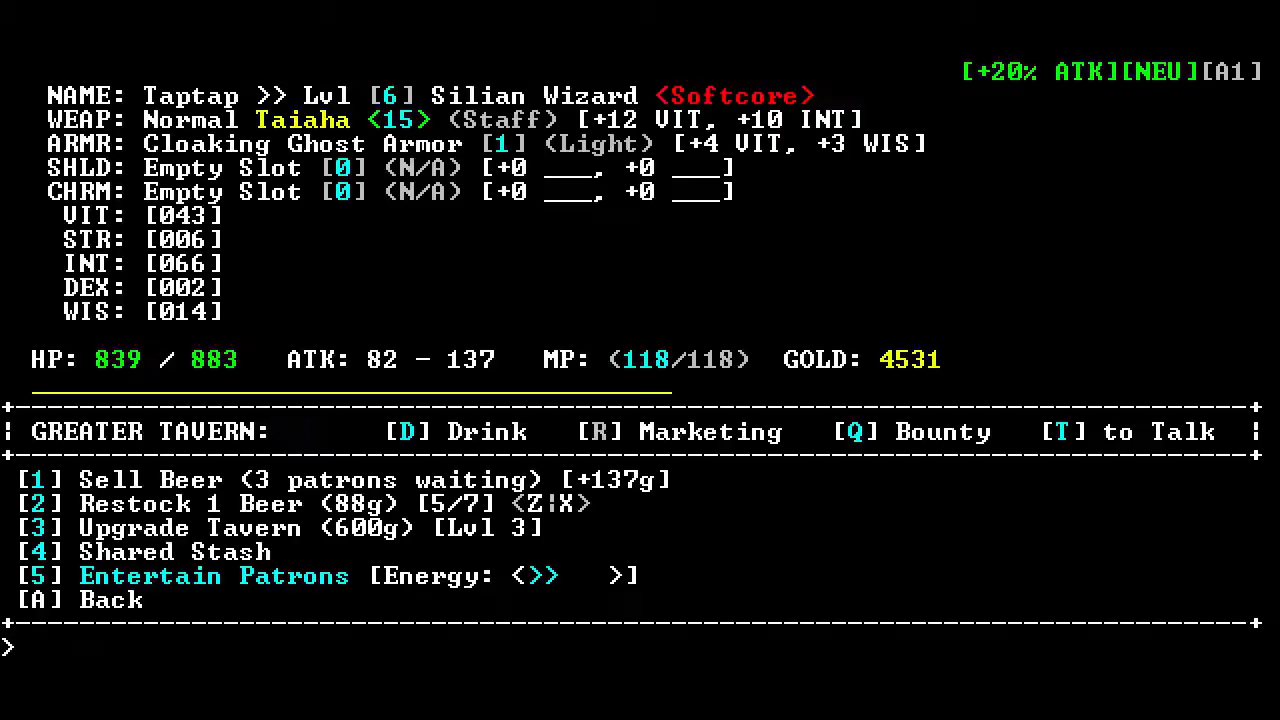 [+20% ATK][NEU][A1]
NAME: Taptap >> Lvl [6] Silian Wizard <Softcore>
WEAP: Normal Taiaha <15> (Staff) [+12 VIT, +10 INT]
ARMR: Cloaking Ghost Armor [1] (Light) [+4 VIT, +3 WIS]
SHLD: Empty Slot [0] (N/A) [+0 ___, +0 ___]
CHRM: Empty Slot [0] (N/A) [+0 ___, +0 ___]
VIT: [043]
STR: [006]
INT: [066]
DEX: [002]
WIS: [014]
HP: 839 / 883 ATK: 82 - 137 MP: (118/118) GOLD: 4531
GREATER TAVERN: [D] Drink [R] Marketing [Q] Bounty [T] to Talk
[1] Sell Beer (3 patrons waiting) [+137g]
[2] Restock 1 Beer (88g) [5/7] <Z¦X>
[3] Upgrade Tavern (600g) [Lvl 3]
[4] Shared Stash
[5] Entertain Patrons [Energy: <>>   >]
[A] Back
>